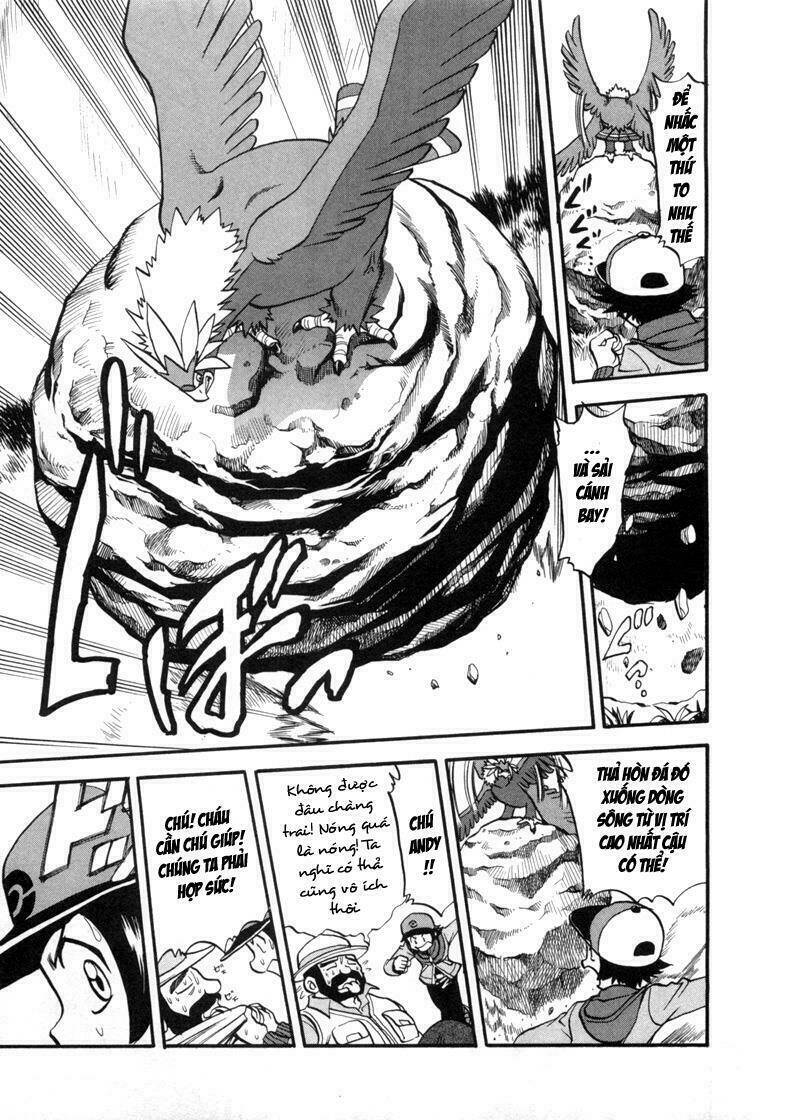 ĐỂ
NHẤC
MỘT
THỨ
TO
NHƯ
THẾ
...
VÀ SẢI
CÁNH
BAY!
THẢ HÒN ĐÁ ĐÓ
XUỐNG DÒNG
SÔNG TỪ VỊ TRÍ
CAO NHẤT CẬU
CÓ THỂ!
CHÚ
ANDY
!!
Không được
đâu chàng
trai! Nóng quá
là nóng! Ta
nghĩ có thả
cũng vô ích
thôi
CHÚ! CHÁU
CẦN CHÚ GIÚP!
CHÚNG TA PHẢI
HỢP SỨC!